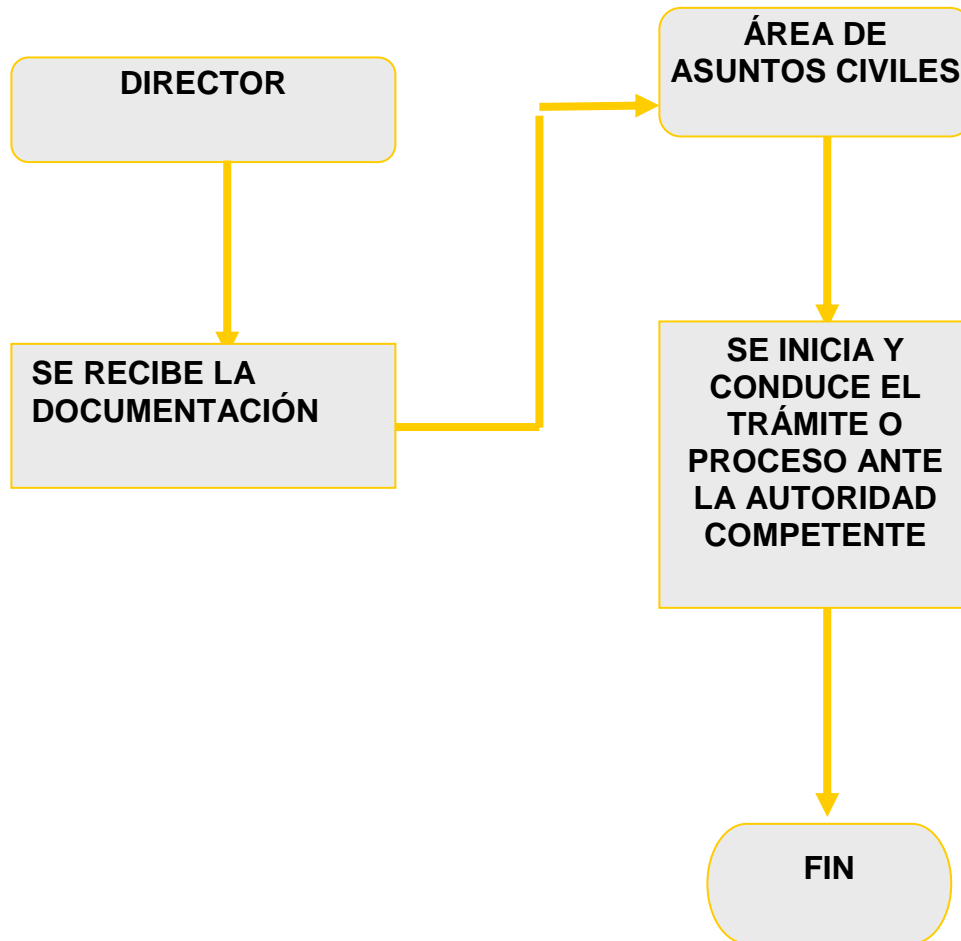 DIRECTOR
SE RECIBE LA
DOCUMENTACIÓN
ÁREA DE
ASUNTOS CIVILES
SE INICIA Y
CONDUCE EL
TRÁMITE O
PROCESO ANTE
LA AUTORIDAD
COMPETENTE
FIN